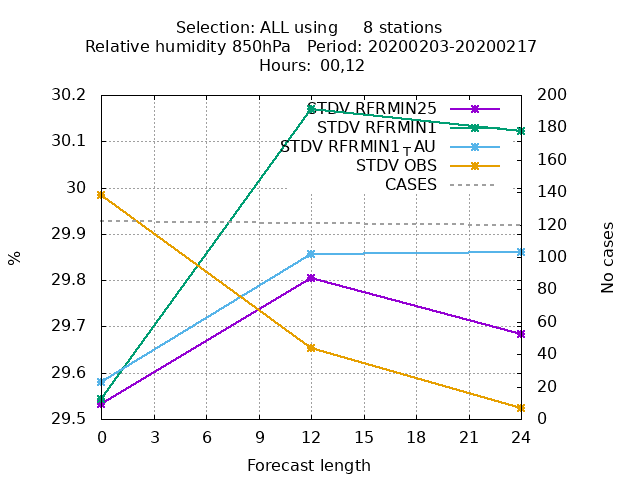 Selection: ALL using     8 stations
Relative humidity 850hPa   Period: 20200203-20200217
Hours:  00,12
30.2
30.1
30
29.9
29.8
29.7
29.6
29.5
%
200
180
160
140
120
100
80
60
40
20
0
No cases
STDV RFRMIN25
STDV RFRMIN1
STDV RFRMIN1TAU
STDV OBS
CASES
0 3 6 9 12 15 18 21 24
Forecast length